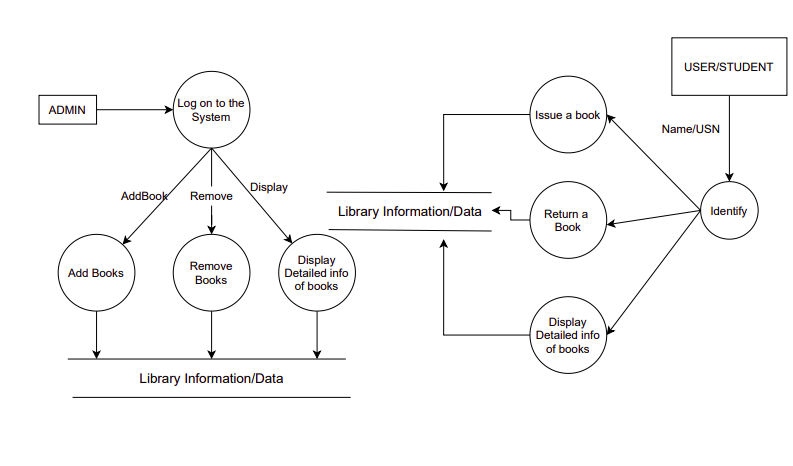 USER/STUDENT
ADMIN
Log on to the
System
Issue a book
Name/USN
AddBook
Remove
Display
Library Information/Data
Return a
Book
Identify
Add Books
Remove
Books
Display
Detailed info
of books
Display
Detailed info
of books
Library Information/Data